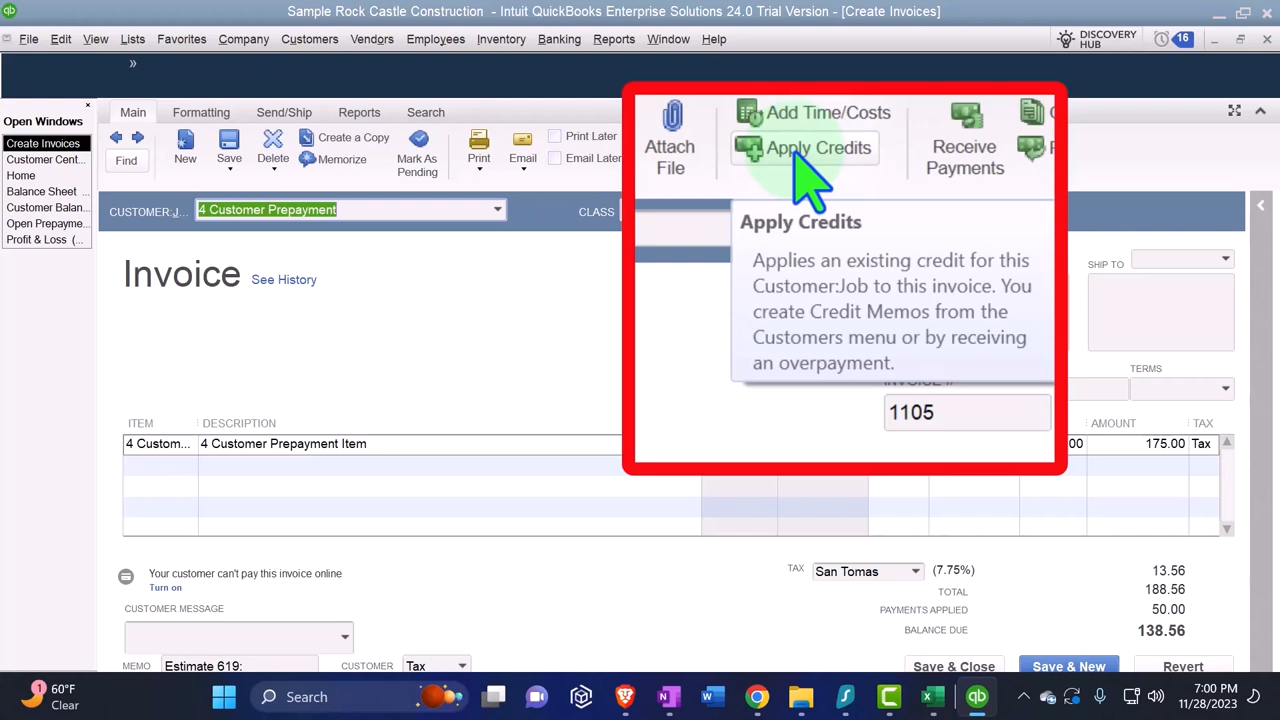 Sample Rock Castle Construction - Intuit QuickBooks Enterprise Solutions 24.0 Trial Version - [Create Invoices]
File Edit View Lists Favorites Company Customers Vendors Employees Inventory Banking Reports Window Help
DISCOVERY
HUB
16
»
Open Windows
Create Invoices
Customer Cent...
Home
Balance Sheet
Customer Balan...
Open Prepayme...
Profit & Loss (...
Main Formatting Send/Ship Reports Search
Find
New
Save
Delete
Create a Copy
Memorize
Mark As
Pending
Print
Email
Print Later
Email Later
Attach
File
Add Time/Costs
Apply Credits
Receive
Payments
Apply Credits
Applies an existing credit for this
Customer:Job to this invoice. You
create Credit Memos from the
Customers menu or by receiving
an overpayment.
1105
CUSTOMER:J...
4 Customer Prepayment
CLASS
Invoice
See History
SHIP TO
TERMS
ITEM DESCRIPTION AMOUNT TAX
4 Custom... 4 Customer Prepayment Item 00 175.00 Tax
Your customer can't pay this invoice online
Turn on
CUSTOMER MESSAGE
TAX San Tomas (7.75%) 13.56
TOTAL 188.56
PAYMENTS APPLIED 50.00
BALANCE DUE 138.56
MEMO Estimate 619:
CUSTOMER Tax
Save & Close Save & New Revert
1
60°F
Clear
Search
7:00 PM
11/28/2023